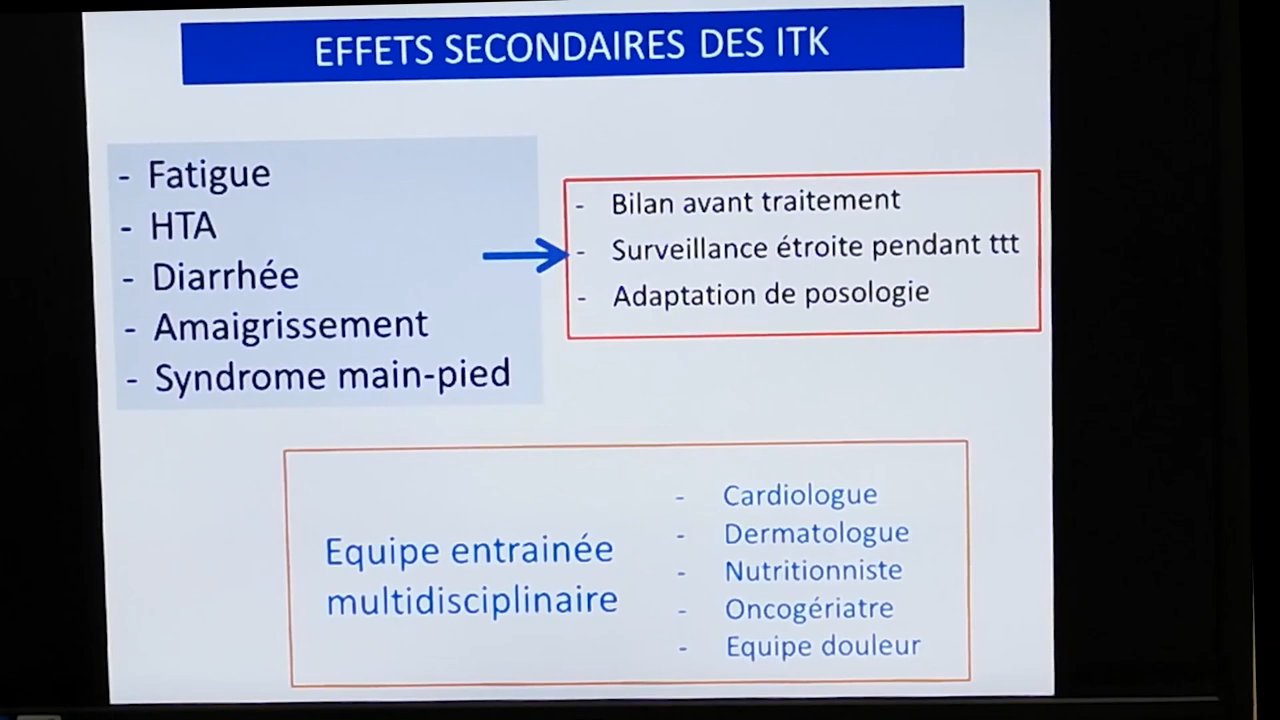 EFFETS SECONDAIRES DES ITK
- Fatigue
- HTA
- Diarrhée
- Amaigrissement
- Syndrome main-pied
- Bilan avant traitement
- Surveillance étroite pendant ttt
- Adaptation de posologie
Equipe entrainée
multidisciplinaire
- Cardiologue
- Dermatologue
- Nutritionniste
- Oncogériatre
- Equipe douleur